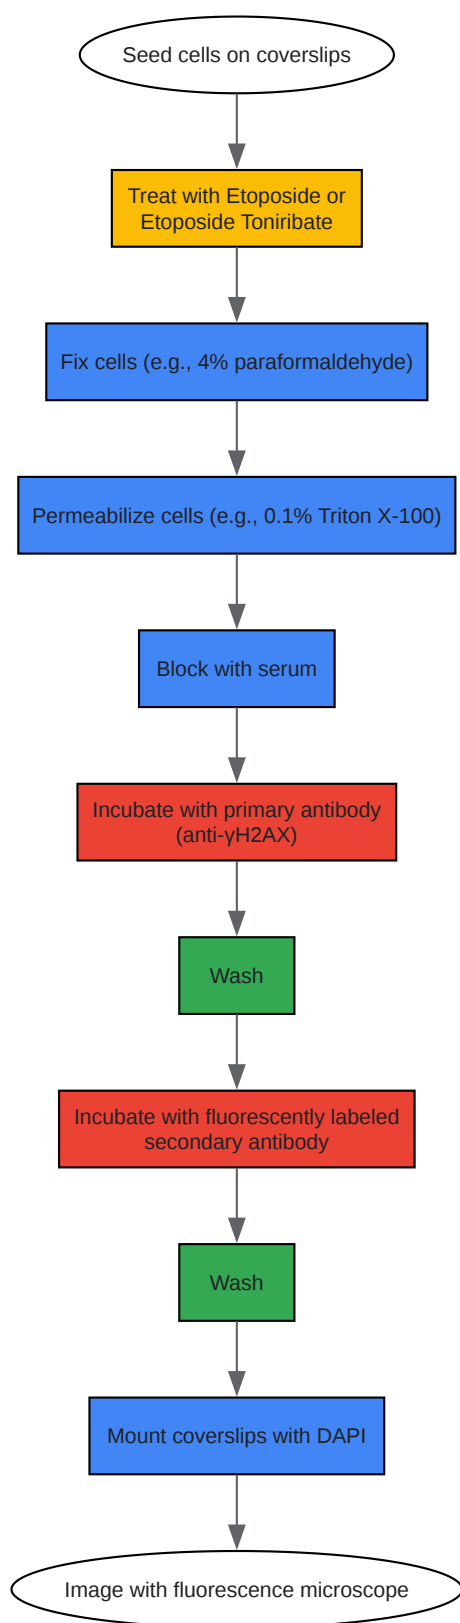 Seed cells on coverslips
Treat with Etoposide or
Etoposide Toniribate
Fix cells (e.g., 4% paraformaldehyde)
Permeabilize cells (e.g., 0.1% Triton X-100)
Block with serum
Incubate with primary antibody
(anti-γH2AX)
Wash
Incubate with fluorescently labeled
secondary antibody
Wash
Mount coverslips with DAPI
Image with fluorescence microscope